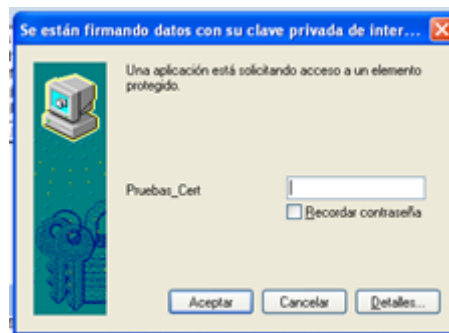 Se están firmando datos con su clave privada de inter...
Una aplicación está solicitando acceso a un elemento
protegido.
Pruebas_Cert
Recordar contraseña
Aceptar
Cancelar
Detalles...